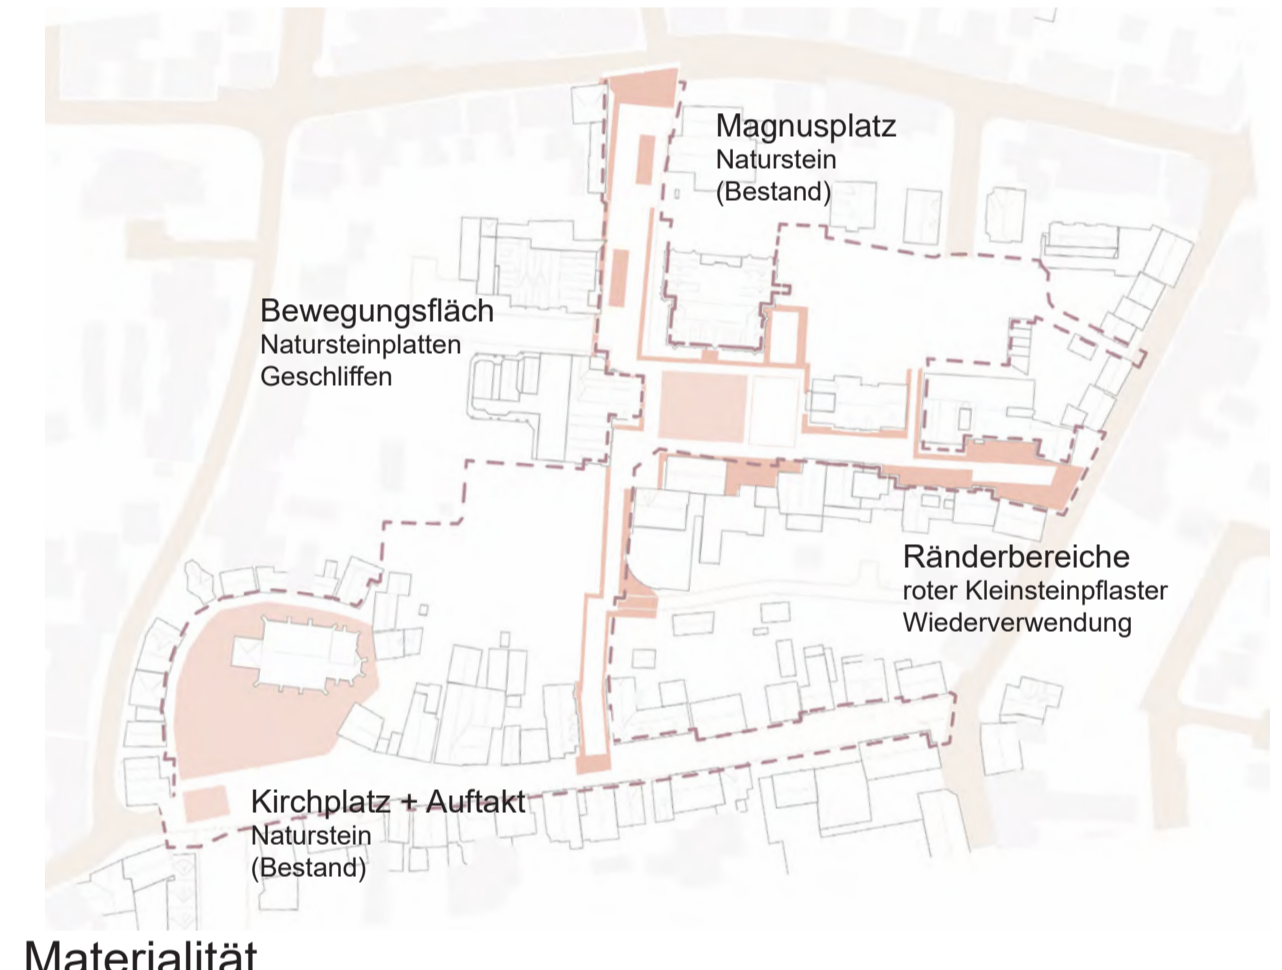 Magnusplatz
Naturstein
(Bestand)
Bewegungsfläch
Natursteinplatten
Geschliffen
Ränderbereiche
roter Kleinsteinpflaster
Wiederverwendung
Kirchplatz + Auftakt
Naturstein
(Bestand)
Materialität